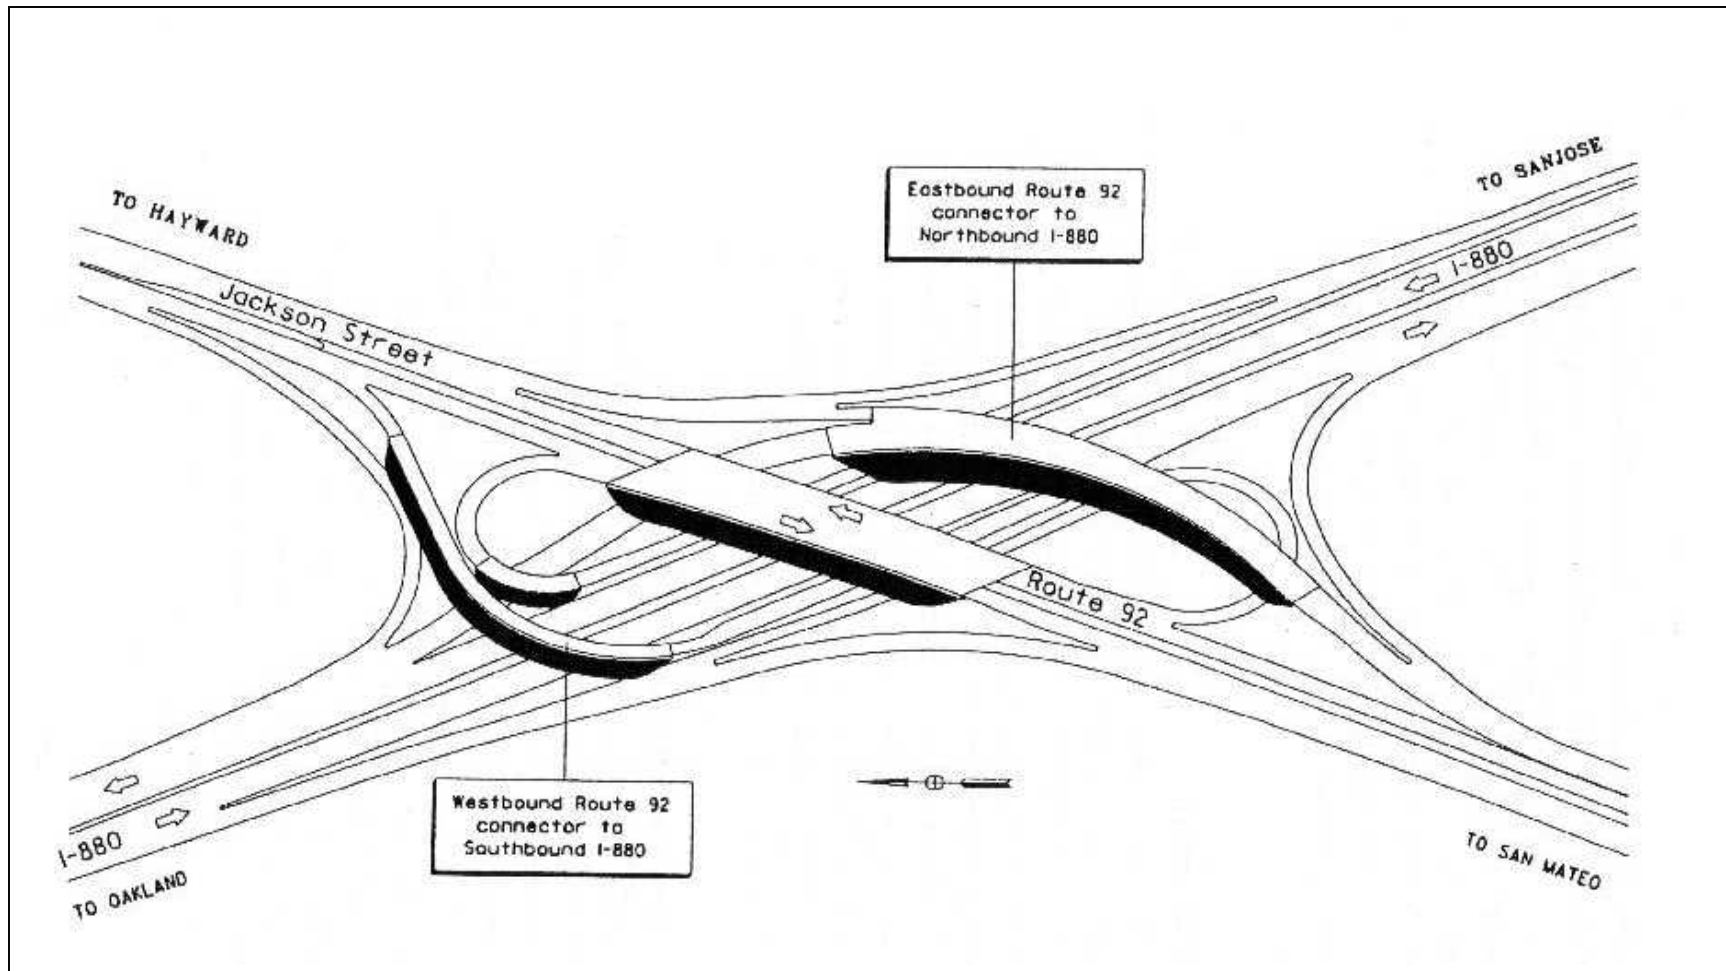 TO SANJOSE
Eastbound Route 92
connector to
Northbound I-880
TO HAYWARD
I-880
Jackson Street
Route 92
Westbound Route 92
connector to
Southbound I-880
I-880
TO OAKLAND
TO SAN MATEO